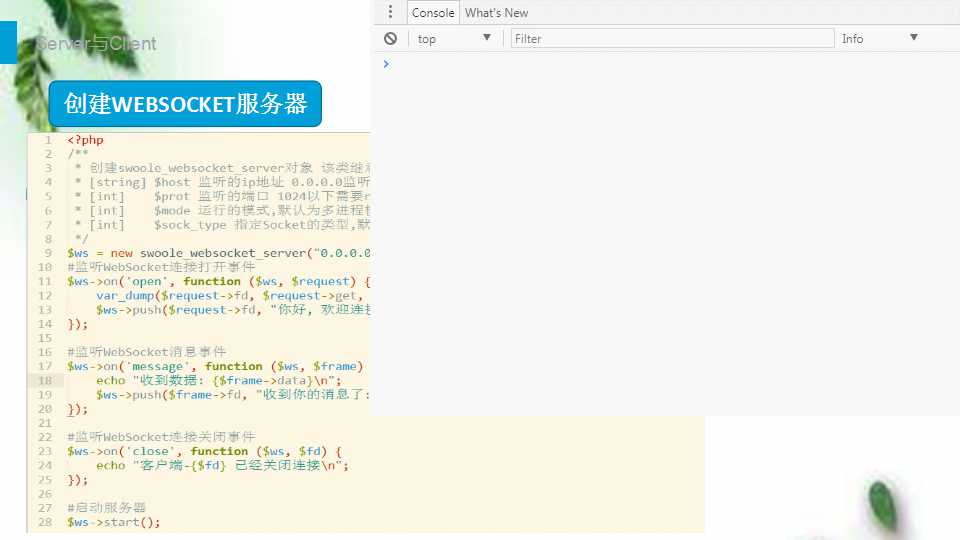 Server与Client
创建WEBSOCKET服务器
Console What's New
top Filter Info
1 <?php
2 /**
3 * 创建swoole_websocket_server对象 该类继
4 * [string] $host 监听的ip地址 0.0.0.0监听
5 * [int] $prot 监听的端口 1024以下需要
6 * [int] $mode 运行的模式,默认为多进程
7 * [int] $sock_type 指定Socket的类型,默
8 */
9 $ws = new swoole_websocket_server("0.0.0.0
10 #监听WebSocket连接打开事件
11 $ws->on('open', function ($ws, $request) {
12 var_dump($request->fd, $request->get,
13 $ws->push($request->fd, "你好, 欢迎连接
14 });
15
16 #监听WebSocket消息事件
17 $ws->on('message', function ($ws, $frame)
18 echo "收到数据: {$frame->data}\n";
19 $ws->push($frame->fd, "收到你的消息了:
20 });
21
22 #监听WebSocket连接关闭事件
23 $ws->on('close', function ($ws, $fd) {
24 echo "客户端-{$fd} 已经关闭连接\n";
25 });
26
27 #启动服务器
28 $ws->start();